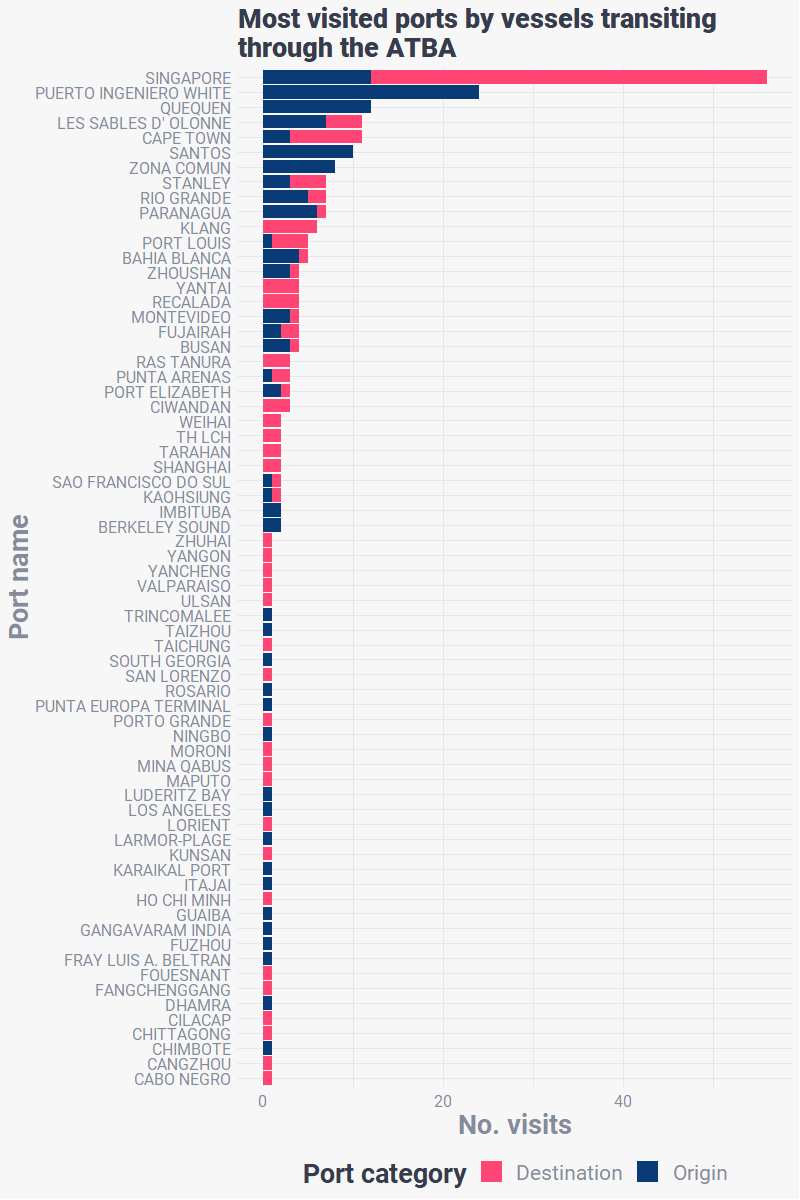 Most visited ports by vessels transiting
through the ATBA
SINGAPORE
PUERTO INGENIERO WHITE
QUEQUEN
LES SABLES D' OLONNE
CAPE TOWN
SANTOS
ZONA COMUN
STANLEY
RIO GRANDE
PARANAGUA
KLANG
PORT LOUIS
BAHIA BLANCA
ZHOUSHAN
YANTAI
RECALADA
MONTEVIDEO
FUJAIRAH
BUSAN
RAS TANURA
PUNTA ARENAS
PORT ELIZABETH
CIWANDAN
WEIHAI
TH LCH
TARAHAN
SHANGHAI
SAO FRANCISCO DO SUL
KAOHSIUNG
IMBITUBA
BERKELEY SOUND
ZHUHAI
YANGON
YANCHENG
VALPARAISO
ULSAN
TRINCOMALEE
TAIZHOU
TAICHUNG
SOUTH GEORGIA
SAN LORENZO
ROSARIO
PUNTA EUROPA TERMINAL
PORTO GRANDE
NINGBO
MORONI
MINA QABUS
MAPUTO
LUDERITZ BAY
LOS ANGELES
LORIENT
LARMOR-PLAGE
KUNSAN
KARAIKAL PORT
ITAJAI
HO CHI MINH
GUAIBA
GANGAVARAM INDIA
FUZHOU
FRAY LUIS A. BELTRAN
FOUESNANT
FANGCHENGGANG
DHAMRA
CILACAP
CHITTAGONG
CHIMBOTE
CANGZHOU
CABO NEGRO
Port name
0 20 40
No. visits
Port category Destination Origin